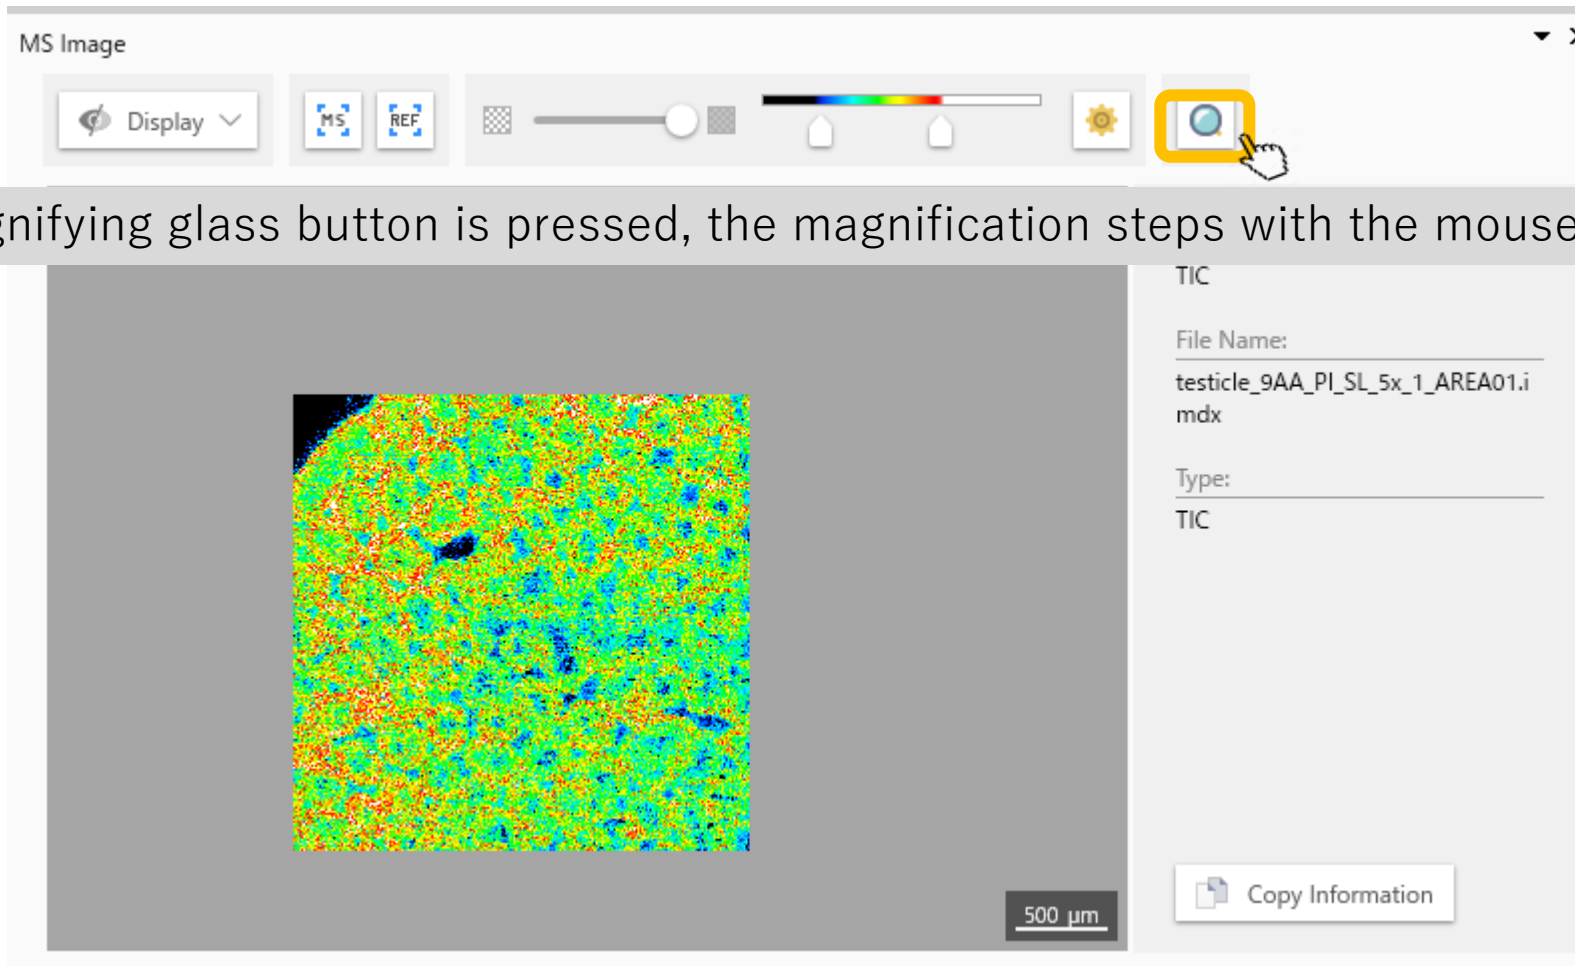 MS Image
Display
MS
REF
glass button is pressed, the magnification steps with the mouse
TIC
File Name:
testicle_9AA_PI_SL_5x_1_AREA01.i
mdx
Type:
TIC
500 µm
Copy Information